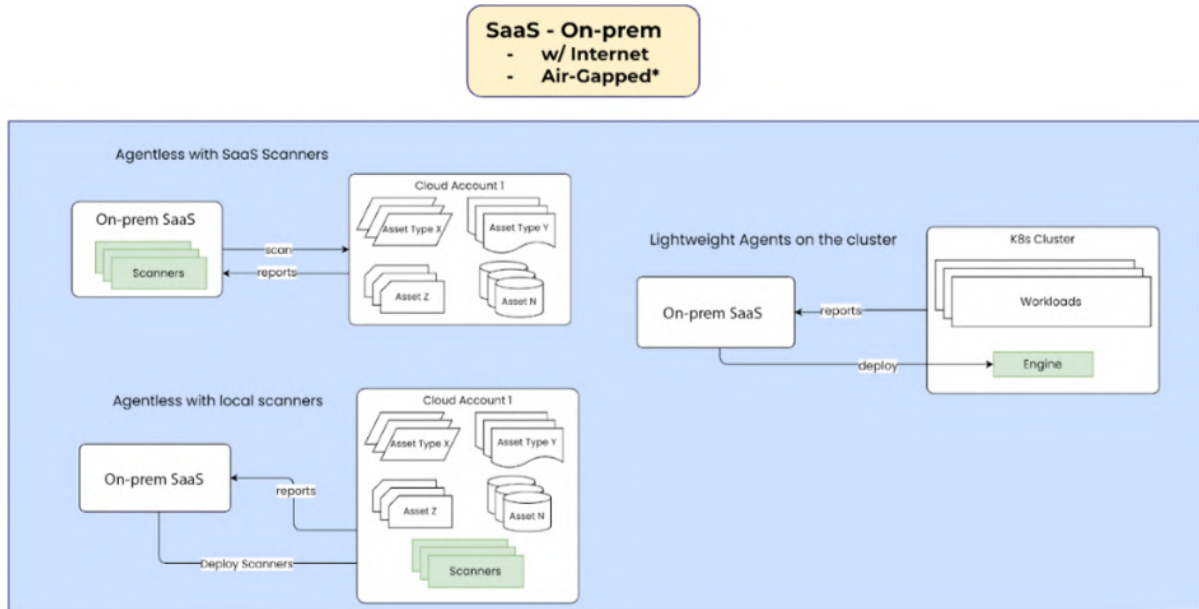 SaaS - On-prem
- w/ Internet
- Air-Gapped*
Agentless with SaaS Scanners
On-prem SaaS
Scanners
scan
reports
Cloud Account 1
Asset Type X
Asset Type Y
Asset Z
Asset N
Agentless with local scanners
On-prem SaaS
reports
Deploy Scanners
Cloud Account 1
Asset Type X
Asset Type Y
Asset Z
Asset N
Scanners
Lightweight Agents on the cluster
On-prem SaaS
reports
deploy
K8s Cluster
Workloads
Engine